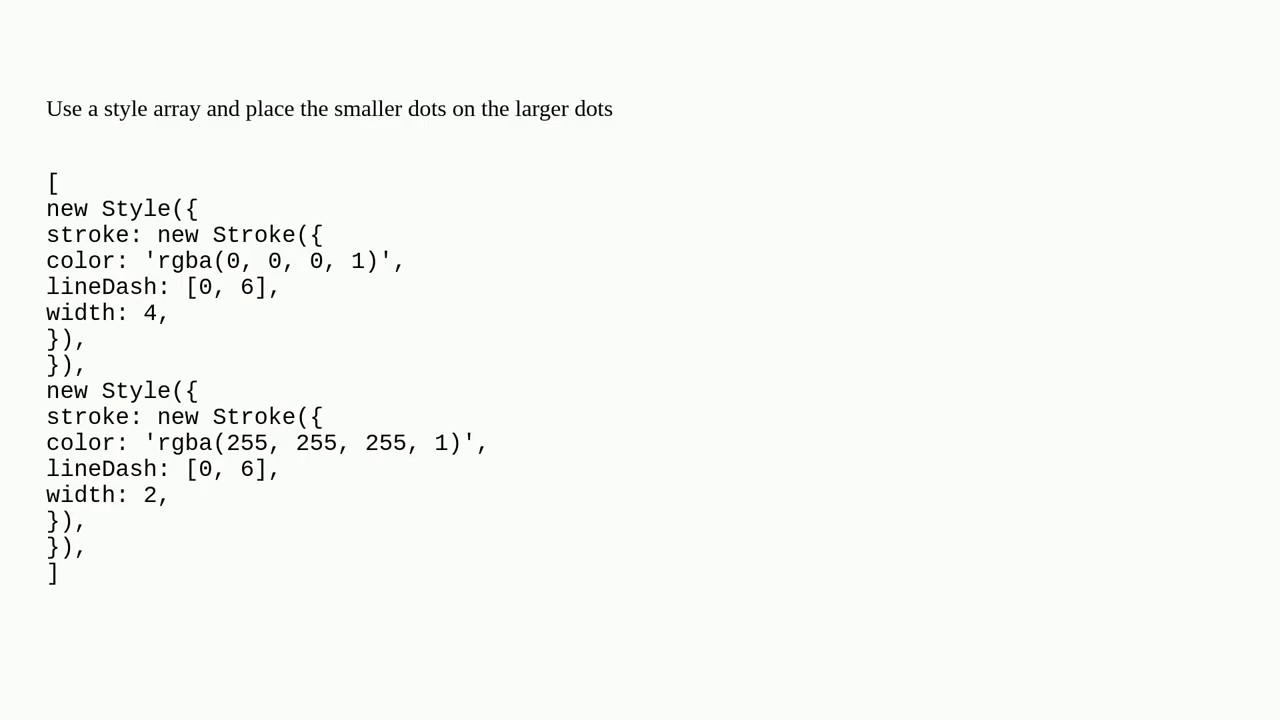 Use a style array and place the smaller dots on the larger dots
[
new Style({
stroke: new Stroke({
color: 'rgba(0, 0, 0, 1)',
lineDash: [0, 6],
width: 4,
}),
}),
new Style({
stroke: new Stroke({
color: 'rgba(255, 255, 255, 1)',
lineDash: [0, 6],
width: 2,
}),
}),
]